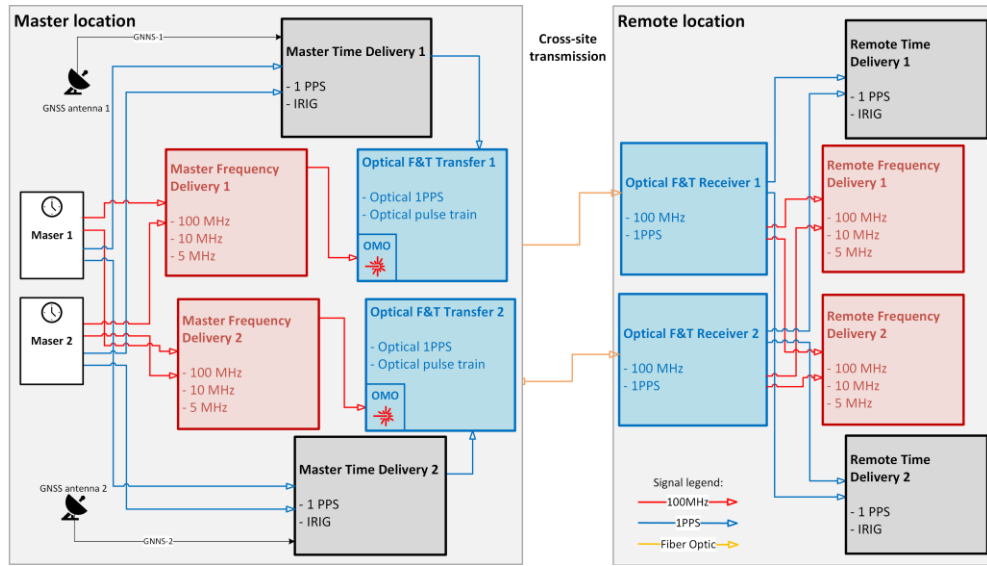 Master location
GNNS-1
GNSS antenna 1
Master Time Delivery 1
- 1 PPS
- IRIG
Master Frequency
Delivery 1
- 100 MHz
- 10 MHz
- 5 MHz
Optical F&T Transfer 1
- Optical 1PPS
- Optical pulse train
OMO
Maser 1
Maser 2
Master Frequency
Delivery 2
- 100 MHz
- 10 MHz
- 5 MHz
Optical F&T Transfer 2
- Optical 1PPS
- Optical pulse train
OMO
Master Time Delivery 2
- 1 PPS
- IRIG
GNSS antenna 2
GNNS-2
Cross-site
transmission
Remote location
Remote Time
Delivery 1
- 1 PPS
- IRIG
Optical F&T Receiver 1
- 100 MHz
- 1PPS
Remote Frequency
Delivery 1
- 100 MHz
- 10 MHz
- 5 MHz
Optical F&T Receiver 2
- 100 MHz
- 1PPS
Remote Frequency
Delivery 2
- 100 MHz
- 10 MHz
- 5 MHz
Remote Time
Delivery 2
- 1 PPS
- IRIG
Signal legend:
100MHz
1PPS
Fiber Optic